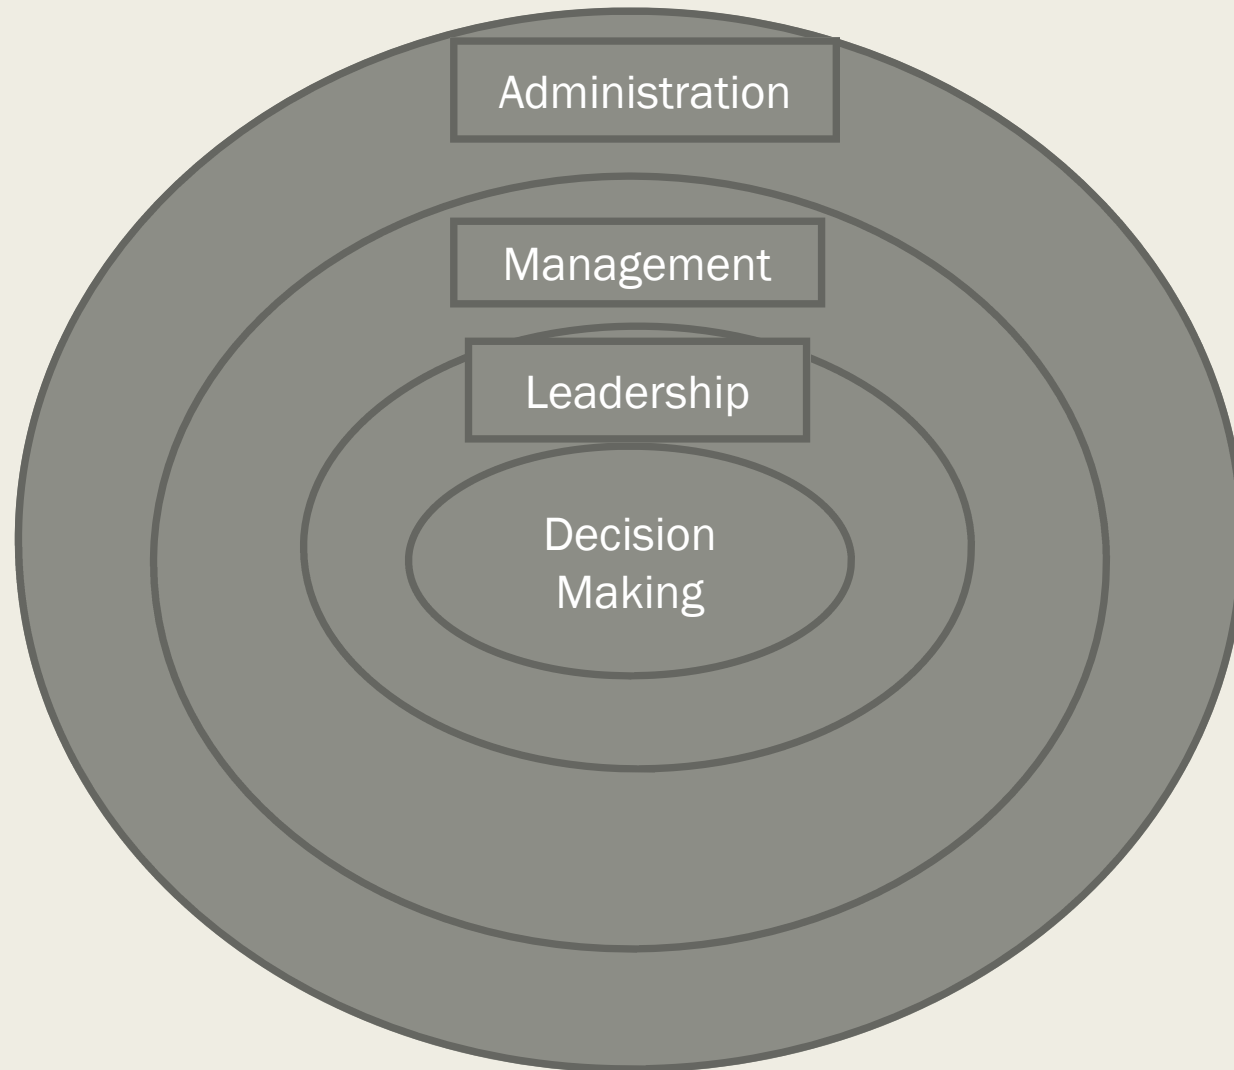 Administration
Management
Leadership
Decision
Making